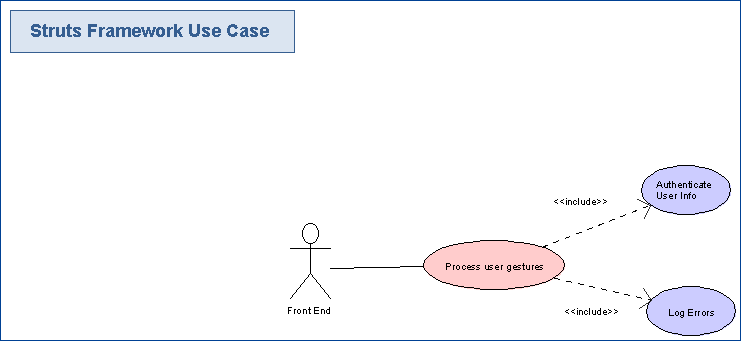 Struts Framework Use Case
Authenticate
User Info
<<include>>
Process user gestures
Front End
<<include>>
Log Errors